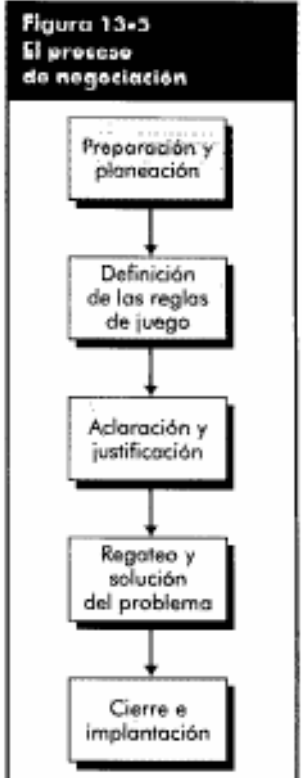 Figura 13-5
El proceso
de negociación
Preparación y
planeación
Definición
de las reglas
de juego
Aclaración y
justificación
Regateo y
solución
del problema
Cierre e
implantación